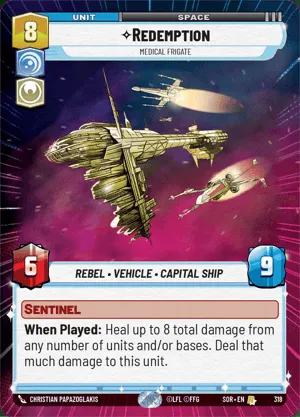 UNIT SPACE
8
✧REDEMPTION
MEDICAL FRIGATE
6 9
REBEL • VEHICLE • CAPITAL SHIP
SENTINEL
When Played: Heal up to 8 total damage from
any number of units and/or bases. Deal that
much damage to this unit.
CHRISTIAN PAPAZOGLAKIS ©LFL ©FFG SOR•EN 318